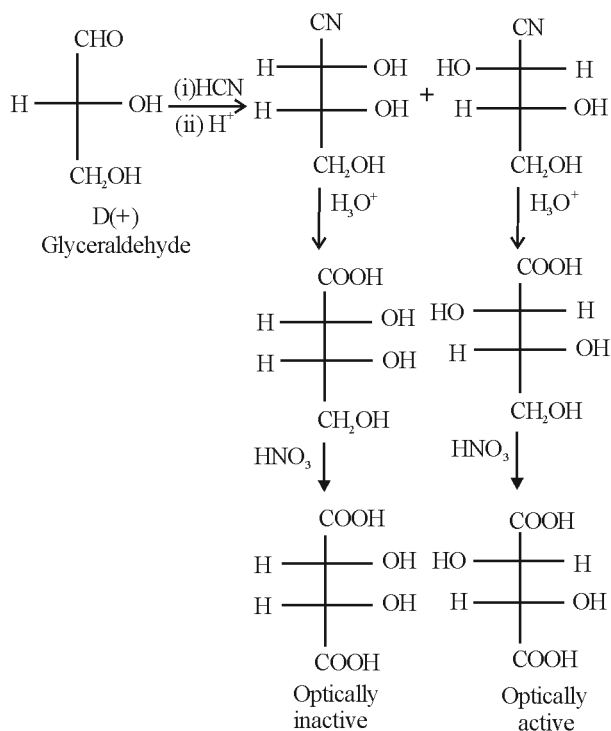 CHO
H
OH
CH₂OH
D(+)
Glyceraldehyde
(i)HCN
(ii) H⁺
CN
H
OH
H
OH
CH₂OH
+
CN
HO
H
H
OH
CH₂OH
H₃O⁺
H₃O⁺
COOH
H
OH
H
OH
CH₂OH
COOH
HO
H
H
OH
CH₂OH
HNO₃
HNO₃
COOH
H
OH
H
OH
COOH
Optically
inactive
COOH
HO
H
H
OH
COOH
Optically
active